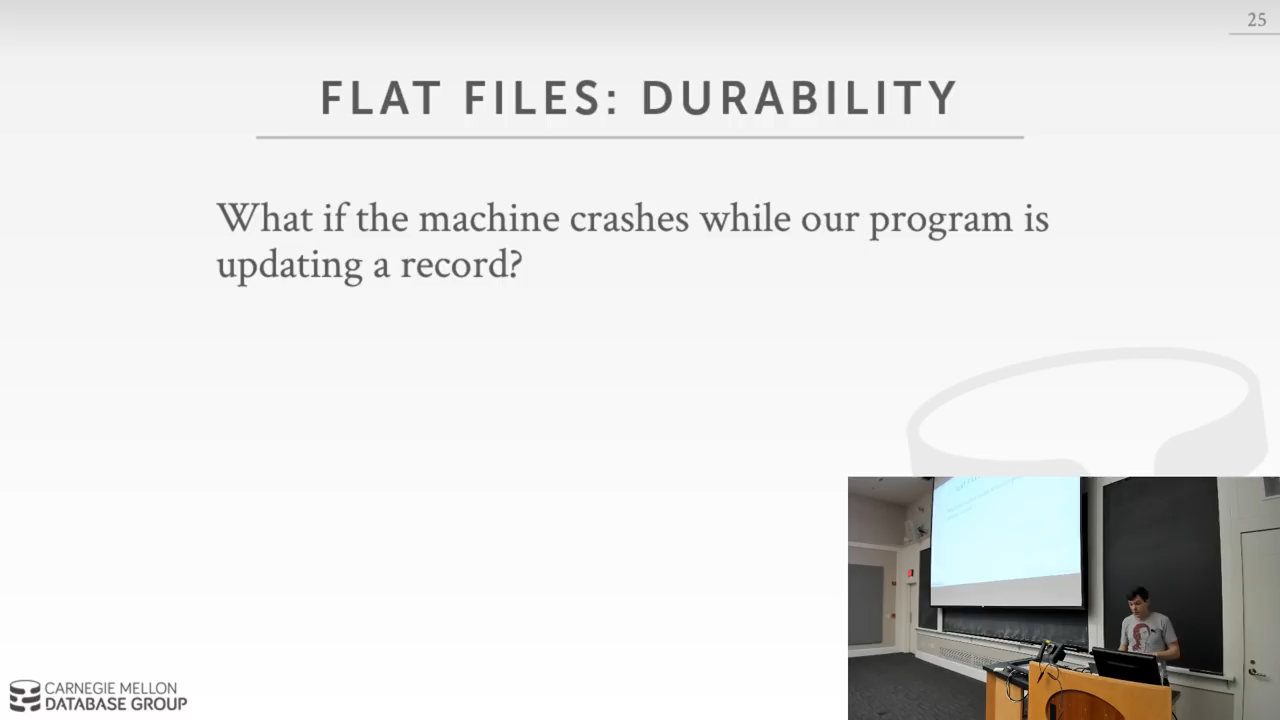 25
FLAT FILES: DURABILITY
What if the machine crashes while our program is
updating a record?
CARNEGIE MELLON
DATABASE GROUP